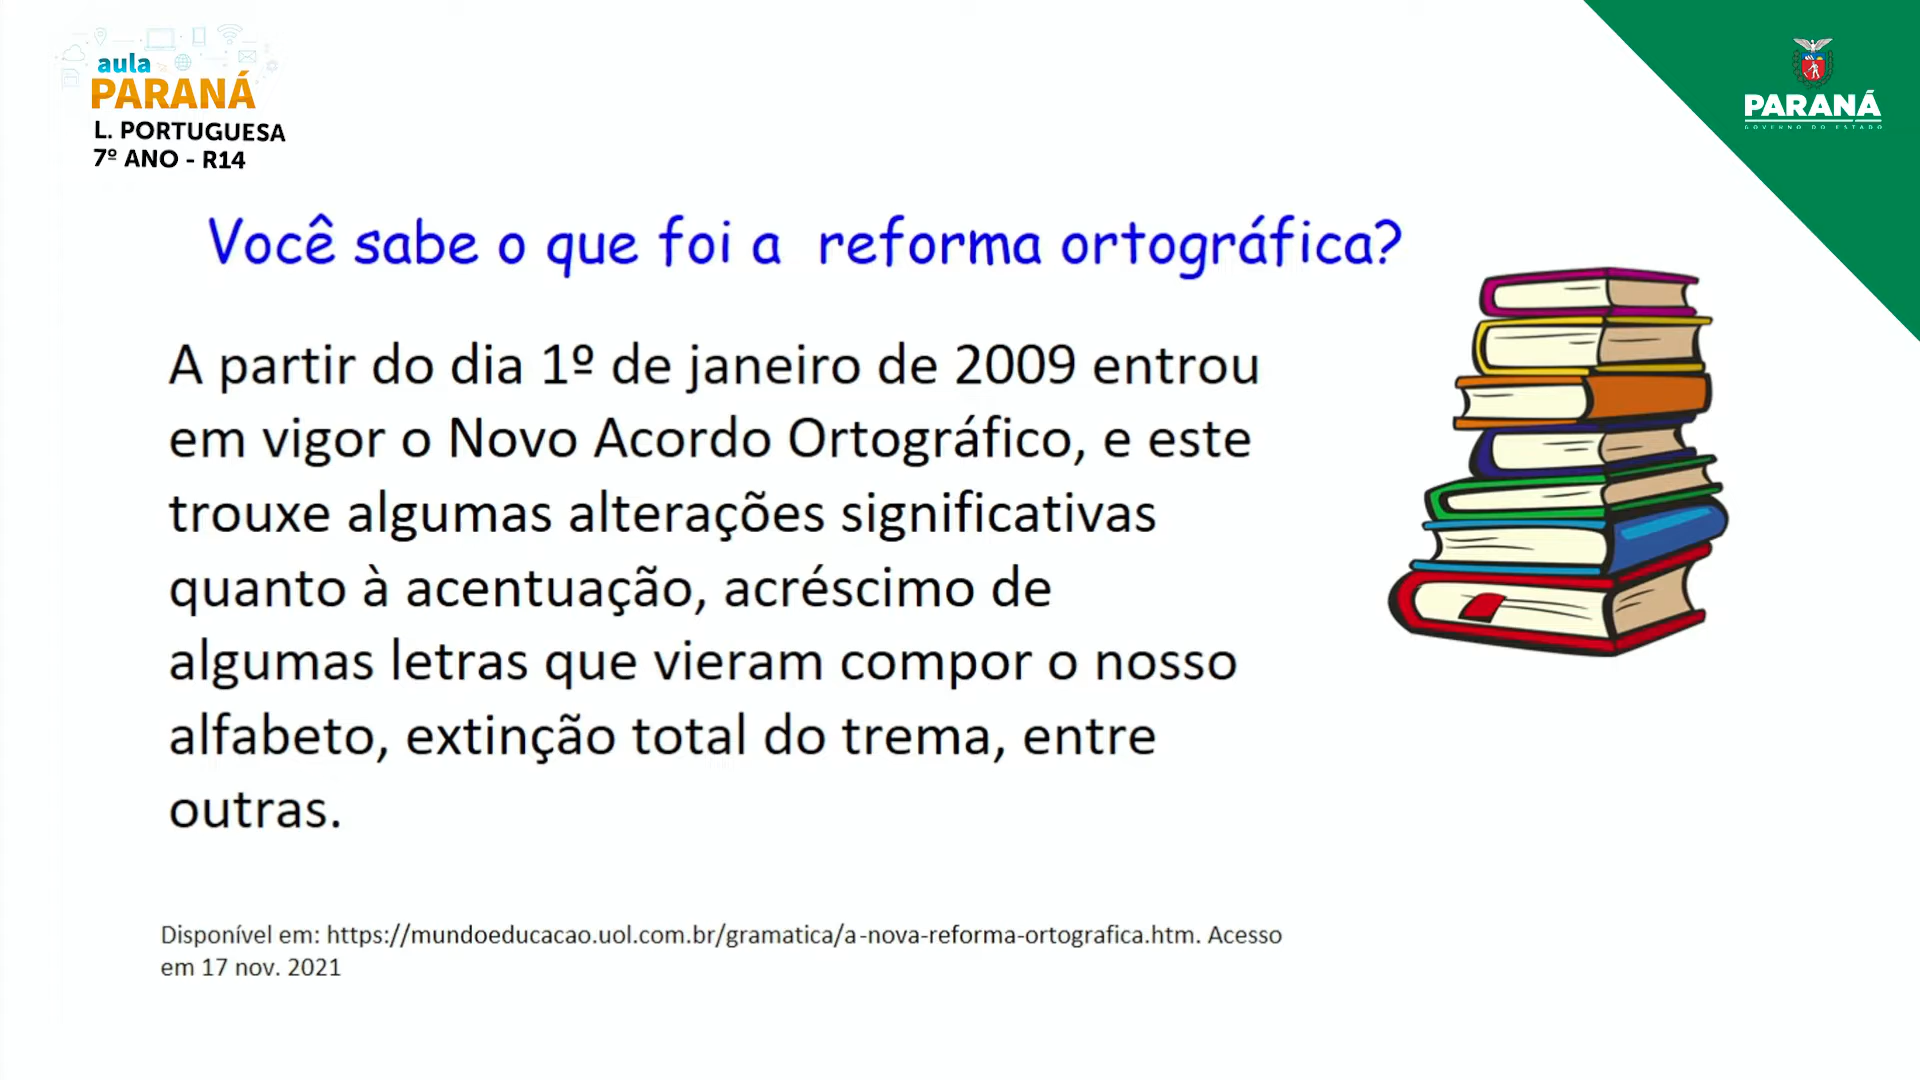 aula
PARANÁ
L. PORTUGUESA
7º ANO - R14
PARANÁ
GOVERNO DO ESTADO
Você sabe o que foi a reforma ortográfica?
A partir do dia 1º de janeiro de 2009 entrou
em vigor o Novo Acordo Ortográfico, e este
trouxe algumas alterações significativas
quanto à acentuação, acréscimo de
algumas letras que vieram compor o nosso
alfabeto, extinção total do trema, entre
outras.
Disponível em: https://mundoeducacao.uol.com.br/gramatica/a-nova-reforma-ortografica.htm. Acesso
em 17 nov. 2021